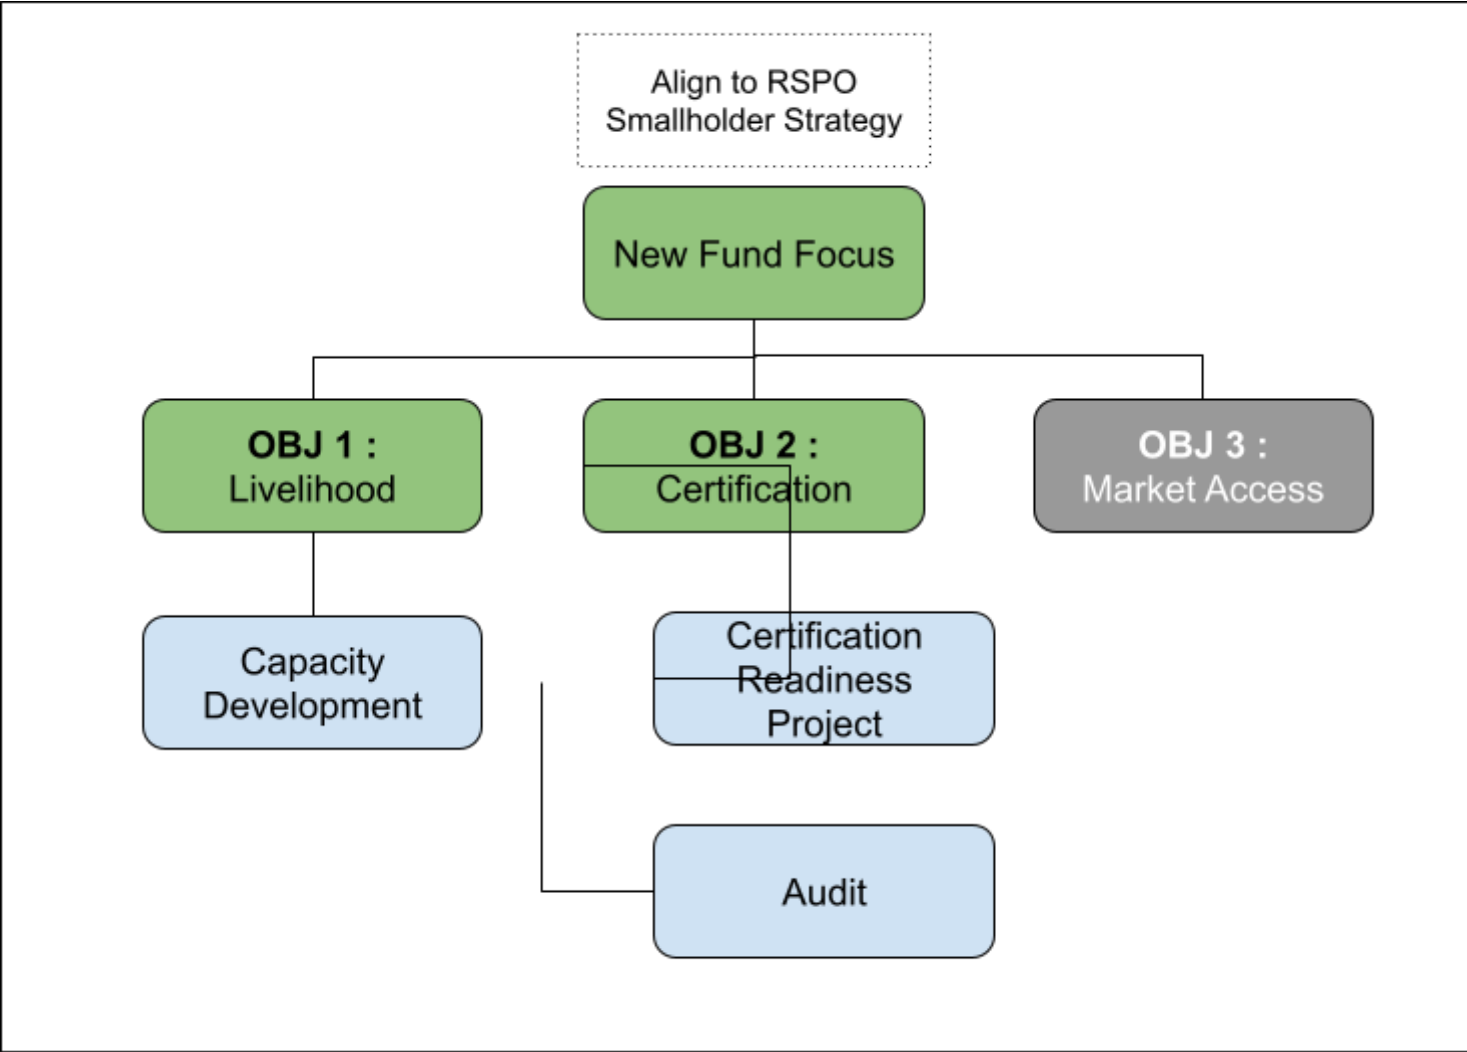 Align to RSPO
Smallholder Strategy
New Fund Focus
OBJ 1 :
Livelihood
OBJ 2 :
Certification
OBJ 3 :
Market Access
Capacity
Development
Certification
Readiness
Project
Audit